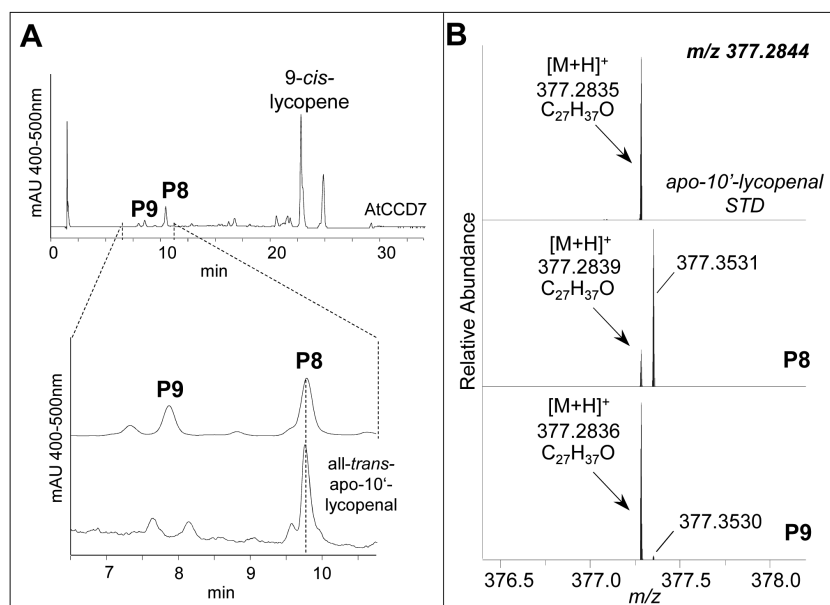 A
mAU 400-500nm
9-cis-
lycopene
P9
P8
AtCCD7
0
10
20
30
min
mAU 400-500nm
P9
P8
all-trans-
apo-10‘-
lycopenal
7
8
9
10
min
B
Relative Abundance
m/z 377.2844
[M+H]⁺
377.2835
C₂₇H₃₇O
apo-10’-lycopenal
STD
[M+H]⁺
377.2839
C₂₇H₃₇O
377.3531
P8
[M+H]⁺
377.2836
C₂₇H₃₇O
377.3530
P9
376.5
377.0
377.5
378.0
m/z